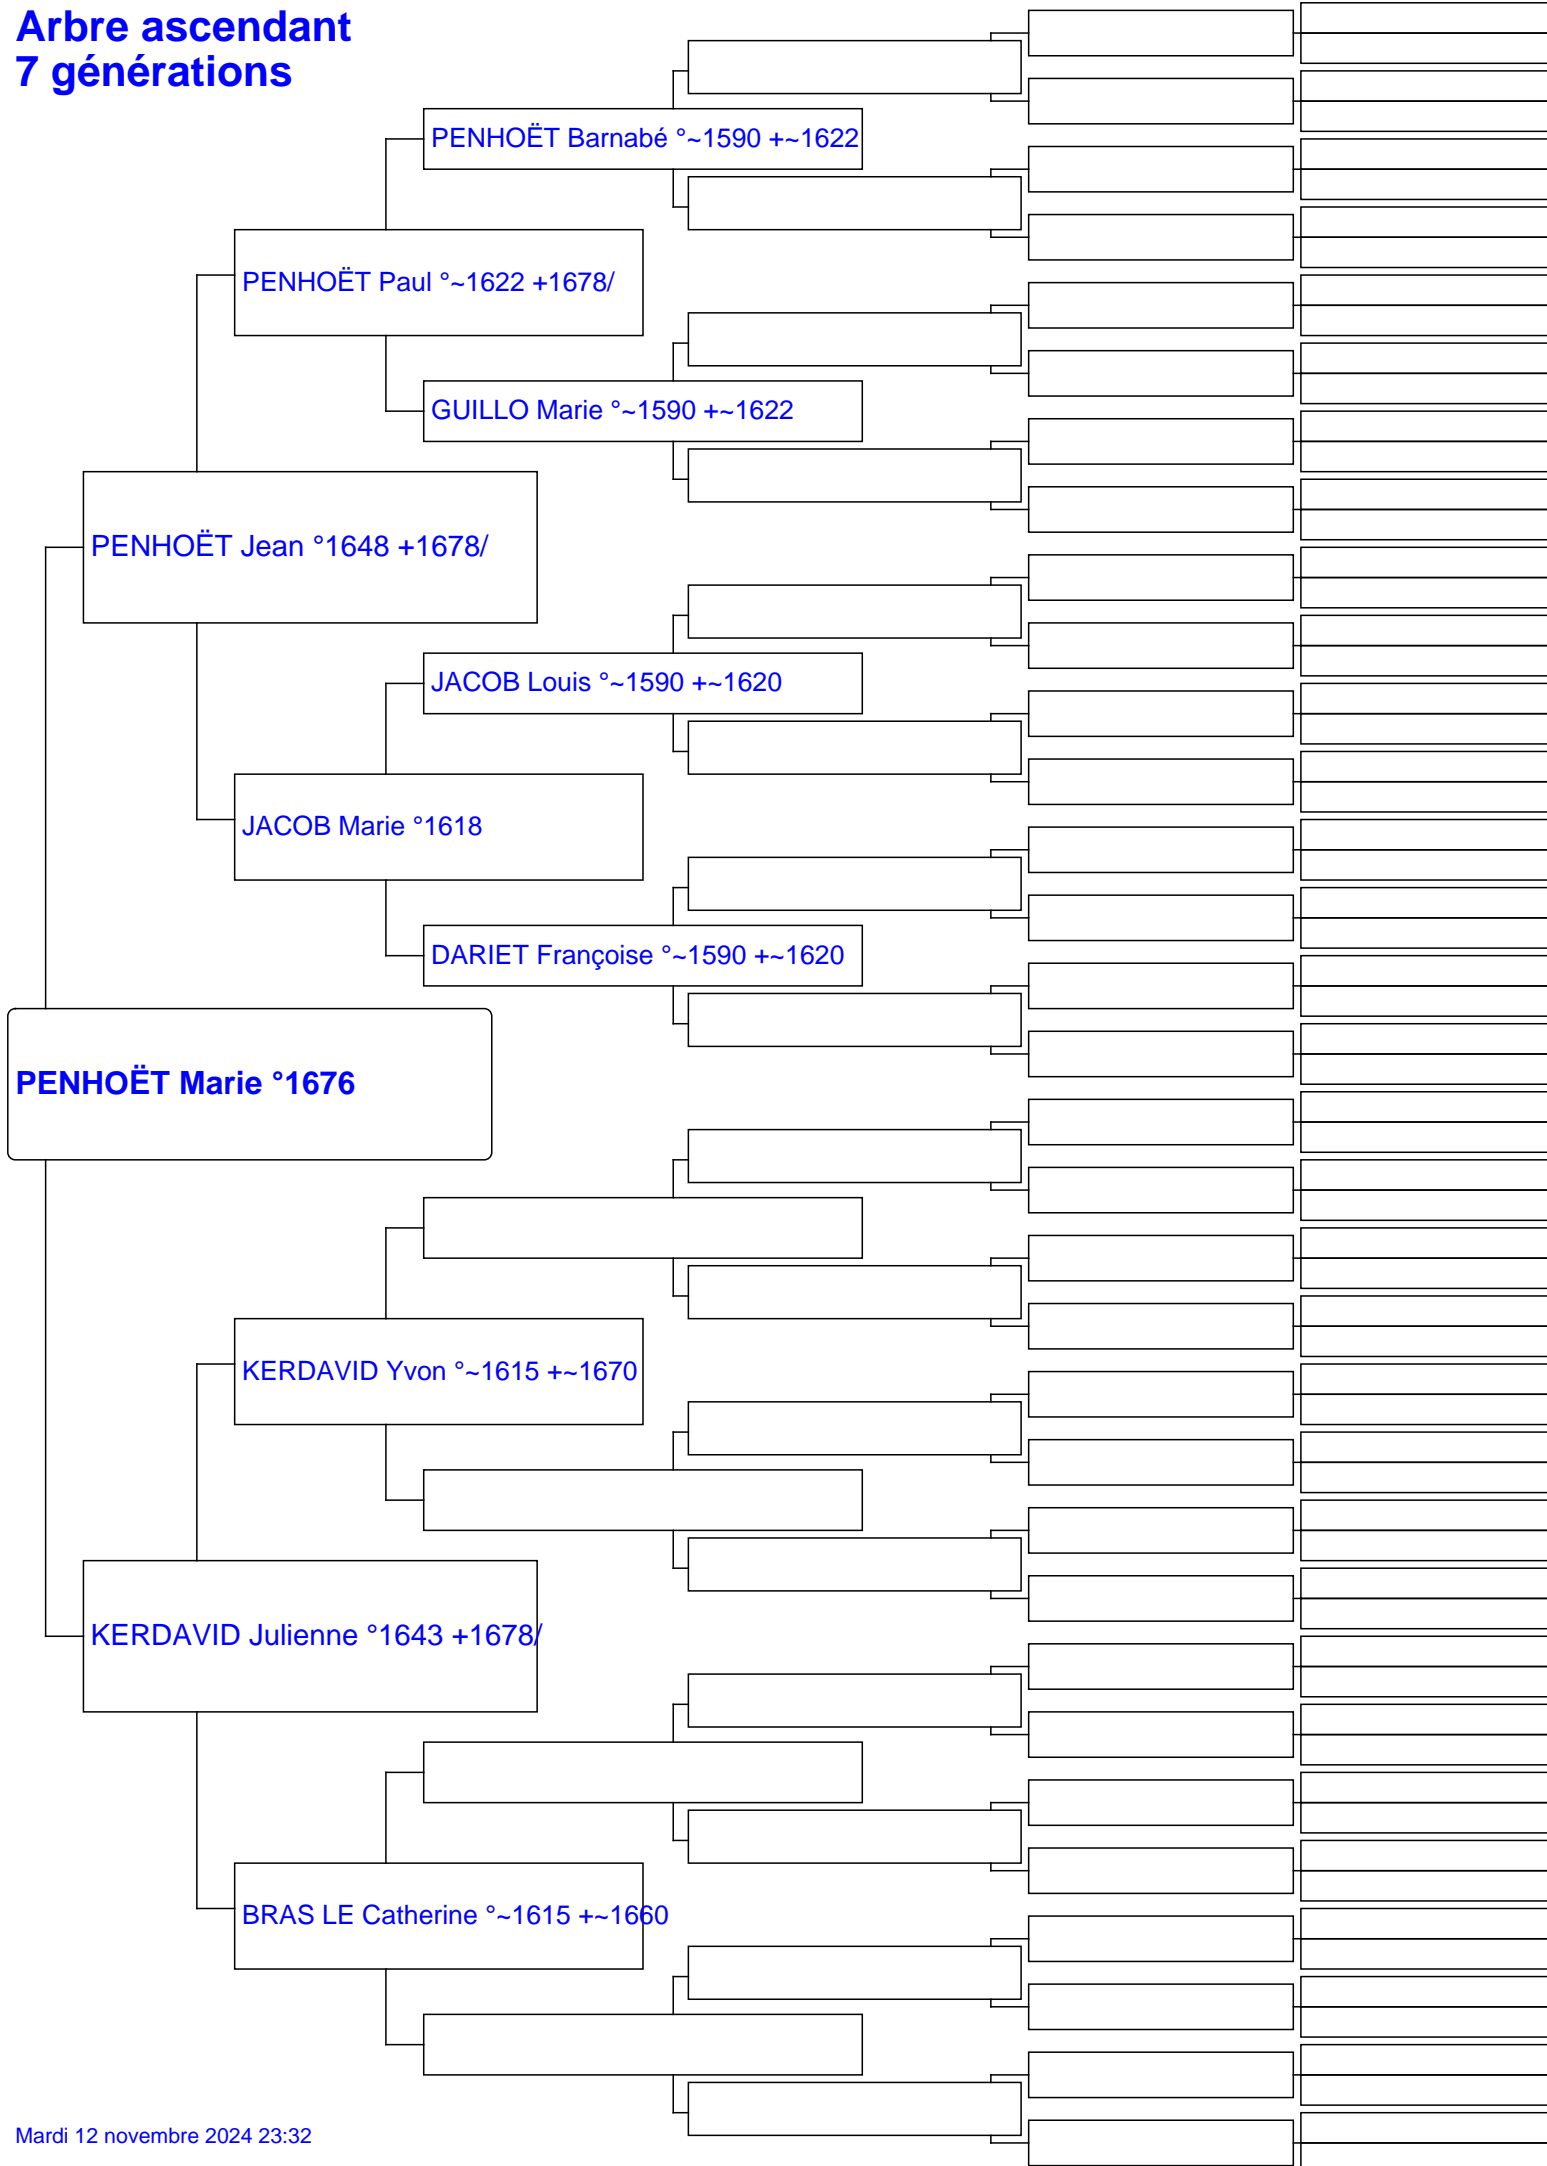 Arbre ascendant
7 générations
PENHOËT Barnabé °~1590 +~1622
PENHOËT Paul °~1622 +1678/
GUILLO Marie °~1590 +~1622
PENHOËT Jean °1648 +1678/
JACOB Louis °~1590 +~1620
JACOB Marie °1618
DARIET Françoise °~1590 +~1620
PENHOËT Marie °1676
KERDAVID Yvon °~1615 +~1670
KERDAVID Julienne °1643 +1678/
BRAS LE Catherine °~1615 +~1660
Mardi 12 novembre 2024 23:32